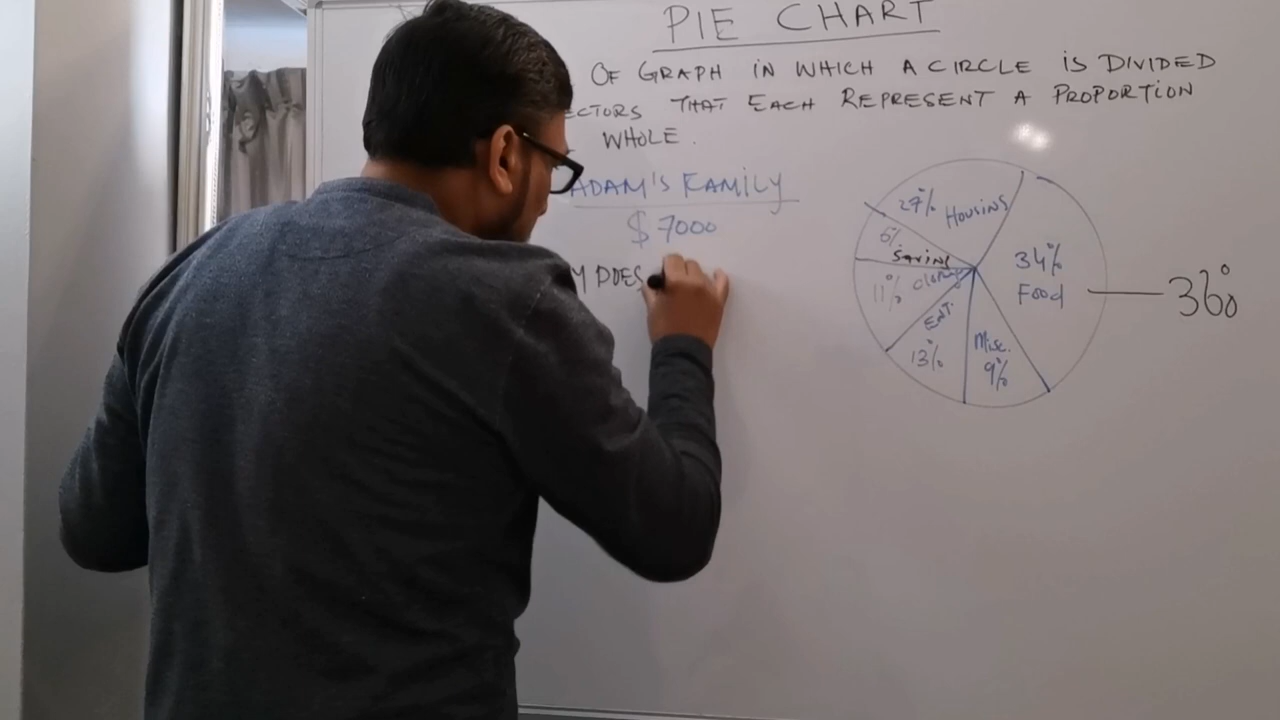 PIE CHART
OF GRAPH IN WHICH A CIRCLE IS DIVIDED
ECTORS THAT EACH REPRESENT A PROPORTION
WHOLE.
ADAM'S FAMILY
$ 7000
Y DOES
27% HOUSING
6% SAVING
11%
ENT. 13%
Misc. 9%
34% Food
360°